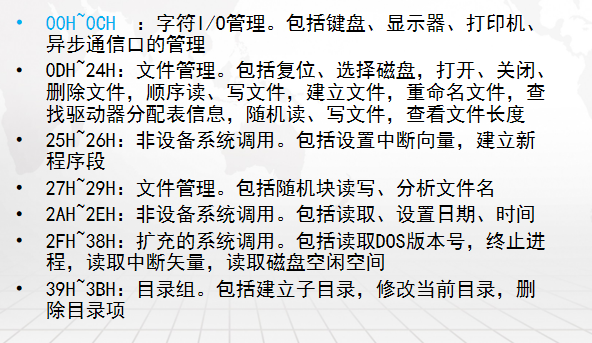 • 00H~0CH ：字符I/O管理。包括键盘、显示器、打印机、
异步通信口的管理
• 0DH~24H：文件管理。包括复位、选择磁盘，打开、关闭、
删除文件，顺序读、写文件，建立文件，重命名文件，查
找驱动器分配表信息，随机读、写文件，查看文件长度
• 25H~26H：非设备系统调用。包括设置中断向量，建立新
程序段
• 27H~29H：文件管理。包括随机块读写、分析文件名
• 2AH~2EH：非设备系统调用。包括读取、设置日期、时间
• 2FH~38H：扩充的系统调用。包括读取DOS版本号，终止进
程，读取中断矢量，读取磁盘空闲空间
• 39H~3BH：目录组。包括建立子目录，修改当前目录，删
除目录项